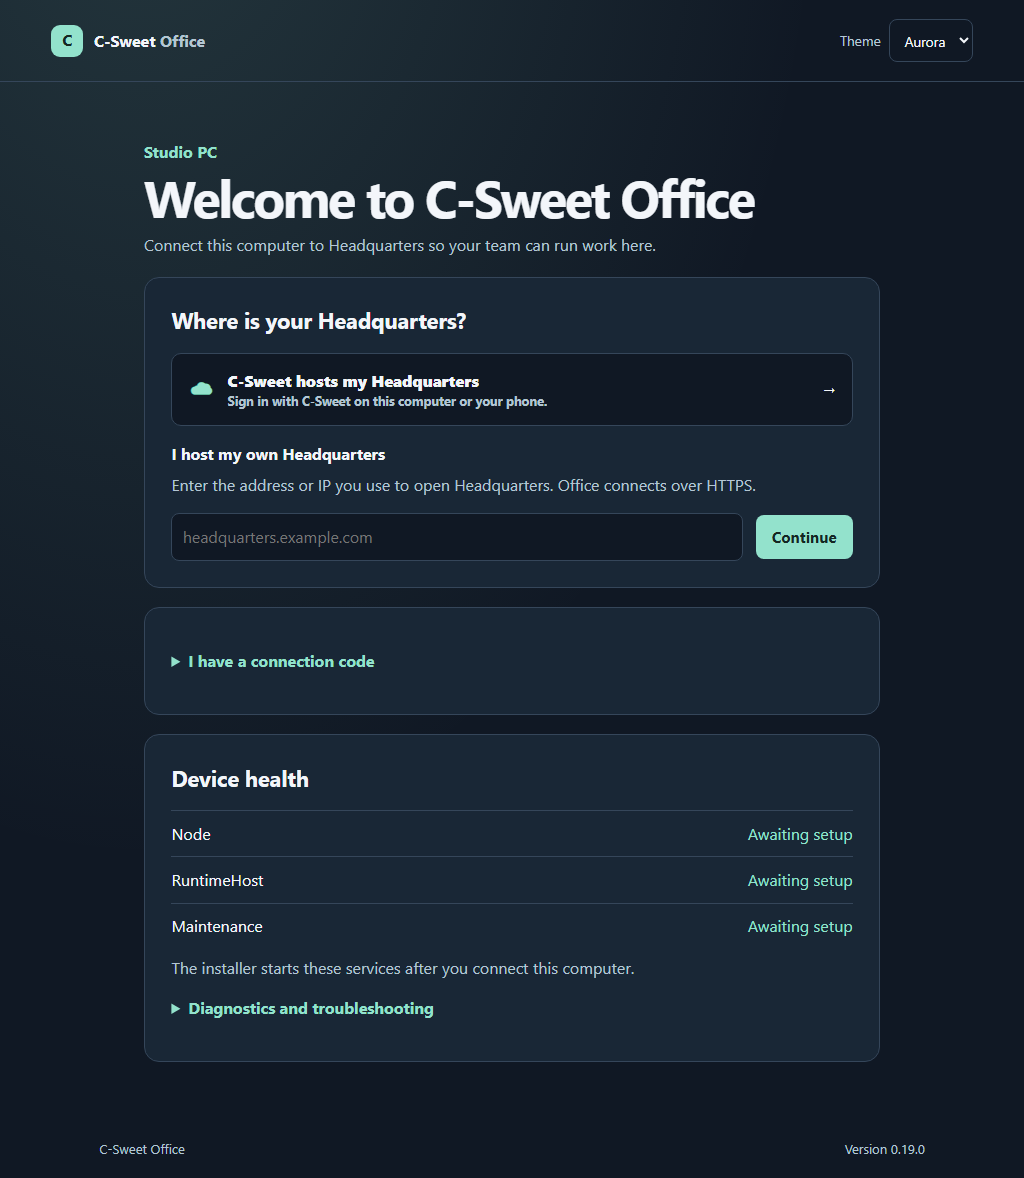 C
C-Sweet Office
Theme
Aurora
Studio PC
Welcome to C-Sweet Office
Connect this computer to Headquarters so your team can run work here.
Where is your Headquarters?
C-Sweet hosts my Headquarters
Sign in with C-Sweet on this computer or your phone.
→
I host my own Headquarters
Enter the address or IP you use to open Headquarters. Office connects over HTTPS.
headquarters.example.com
Continue
I have a connection code
Device health
Node
Awaiting setup
RuntimeHost
Awaiting setup
Maintenance
Awaiting setup
The installer starts these services after you connect this computer.
Diagnostics and troubleshooting
C-Sweet Office
Version 0.19.0